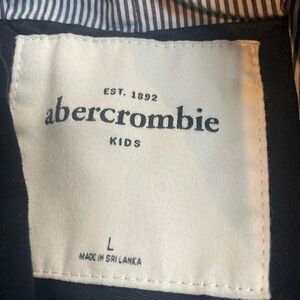 EST. 1892
abercrombie
KIDS
L
MADE IN SRI LANKA